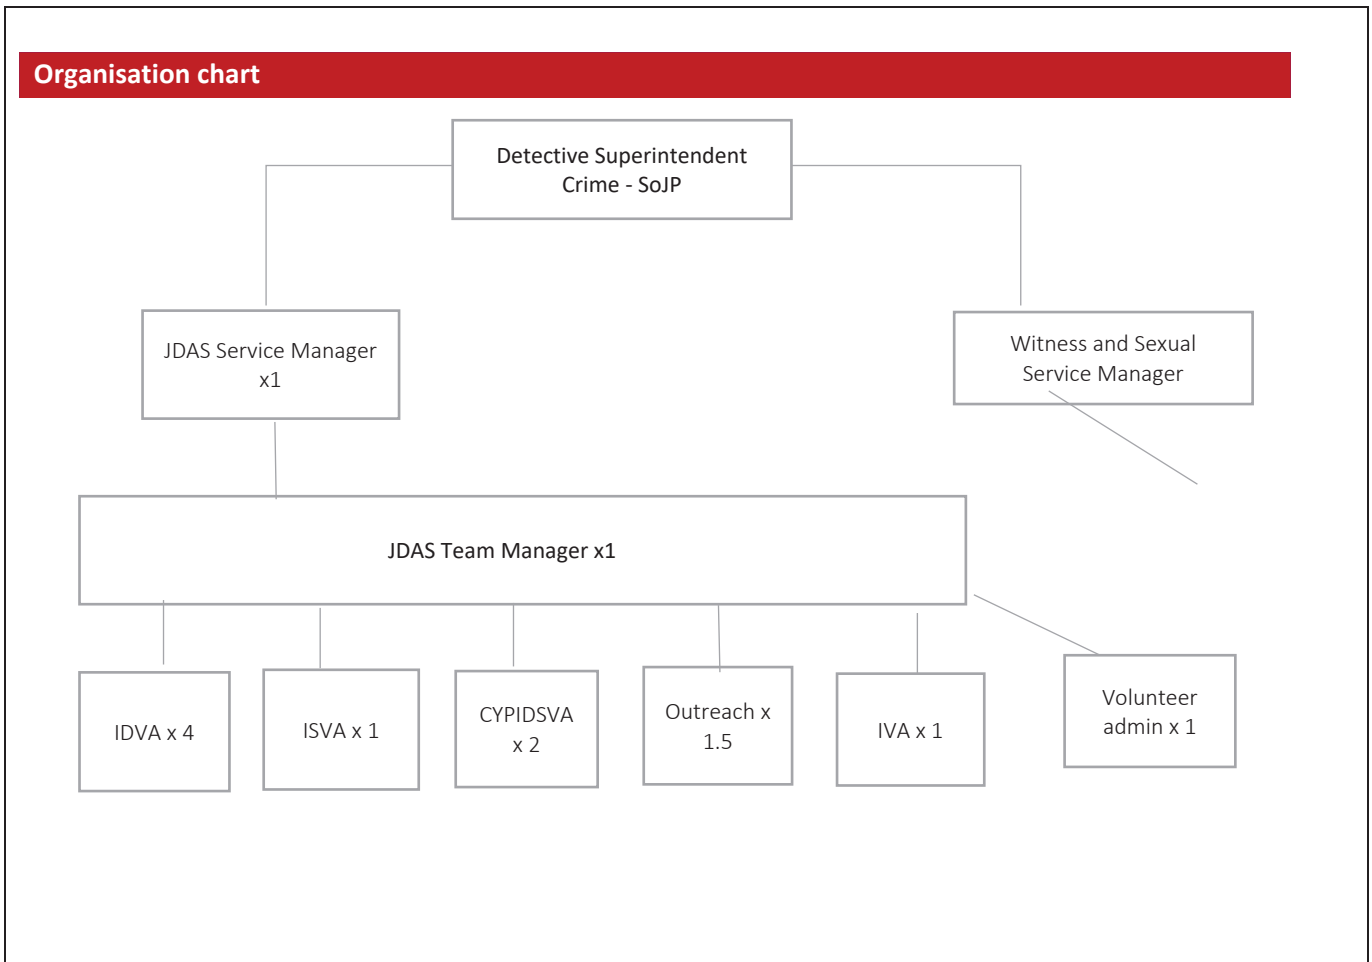 Organisation chart
Detective Superintendent
Crime - SoJP
JDAS Service Manager
x1
Witness and Sexual
Service Manager
JDAS Team Manager x1
IDVA x 4
ISVA x 1
CYPIDSVA
x 2
Outreach x
1.5
IVA x 1
Volunteer
admin x 1